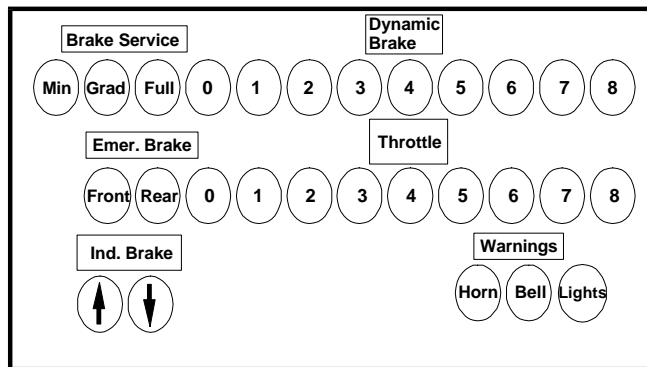 Brake Service
Dynamic
Brake
Min Grad Full 0 1 2 3 4 5 6 7 8
Emer. Brake
Throttle
Front Rear 0 1 2 3 4 5 6 7 8
Ind. Brake
Warnings
Horn Bell Lights